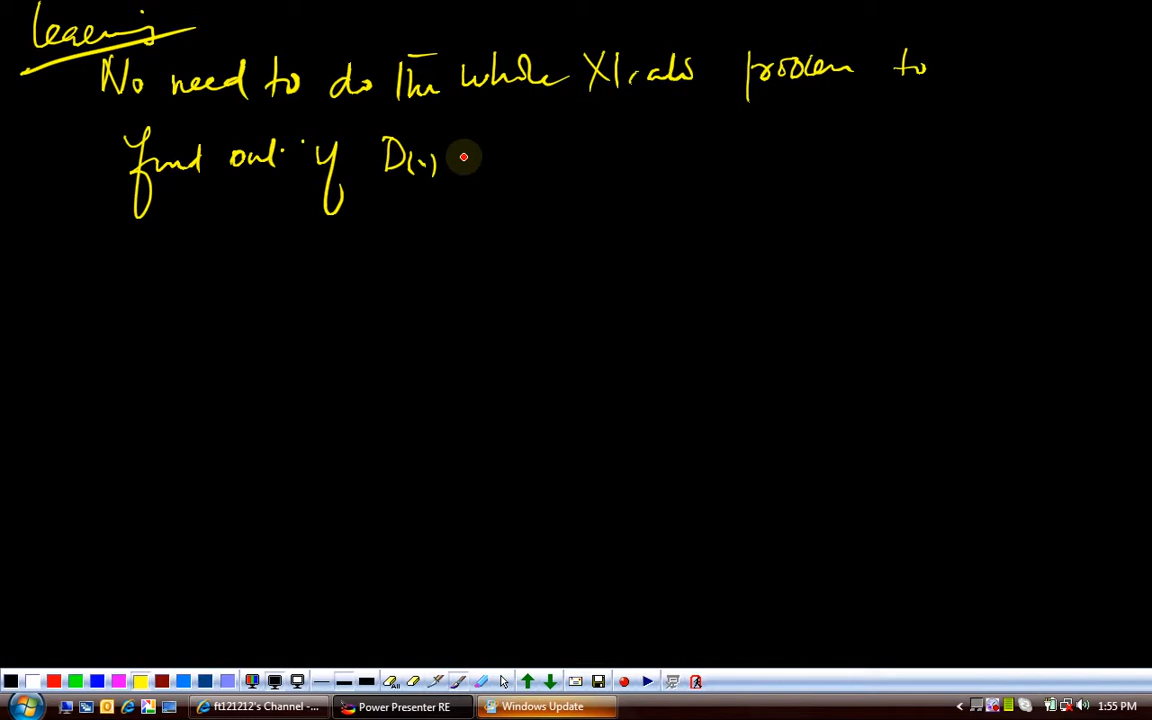 Learning
No need to do the whole problem to
find out if D(x)
ft121212's Channel -...
Power Presenter RE
Windows Update
1:55 PM